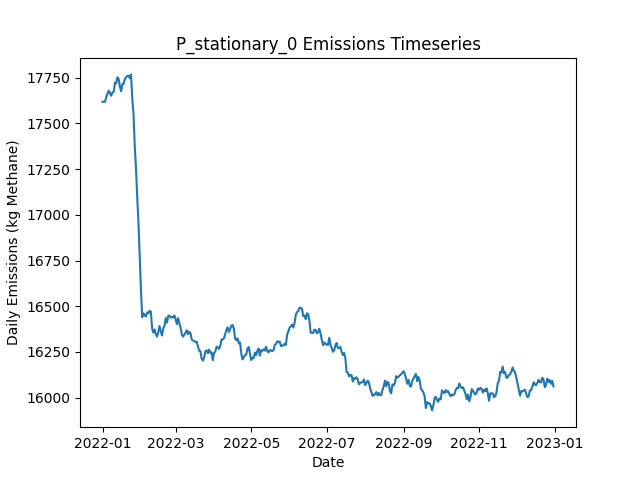 P_stationary_0 Emissions Timeseries
Daily Emissions (kg Methane)
17750
17500
17250
17000
16750
16500
16250
16000
2022-01 2022-03 2022-05 2022-07 2022-09 2022-11 2023-01
Date